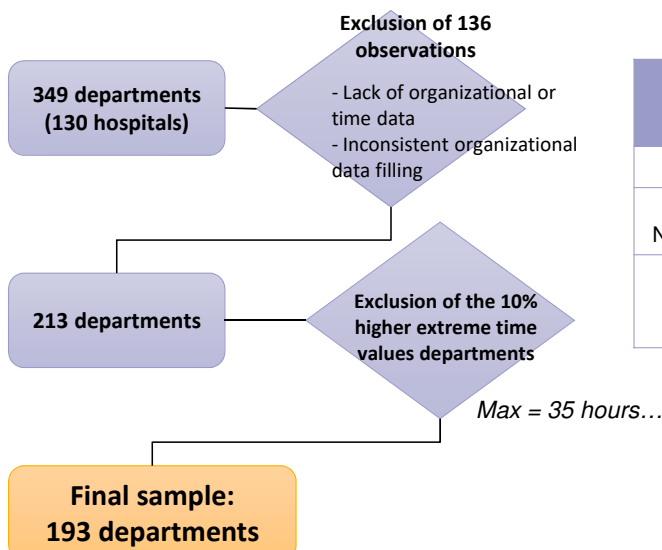 Exclusion of 136
observations
349 departments
(130 hospitals)
- Lack of organizational or
time data
- Inconsistent organizational
data filling
213 departments
Exclusion of the 10%
higher extreme time
values departments
N
Max = 35 hours…
Final sample:
193 departments